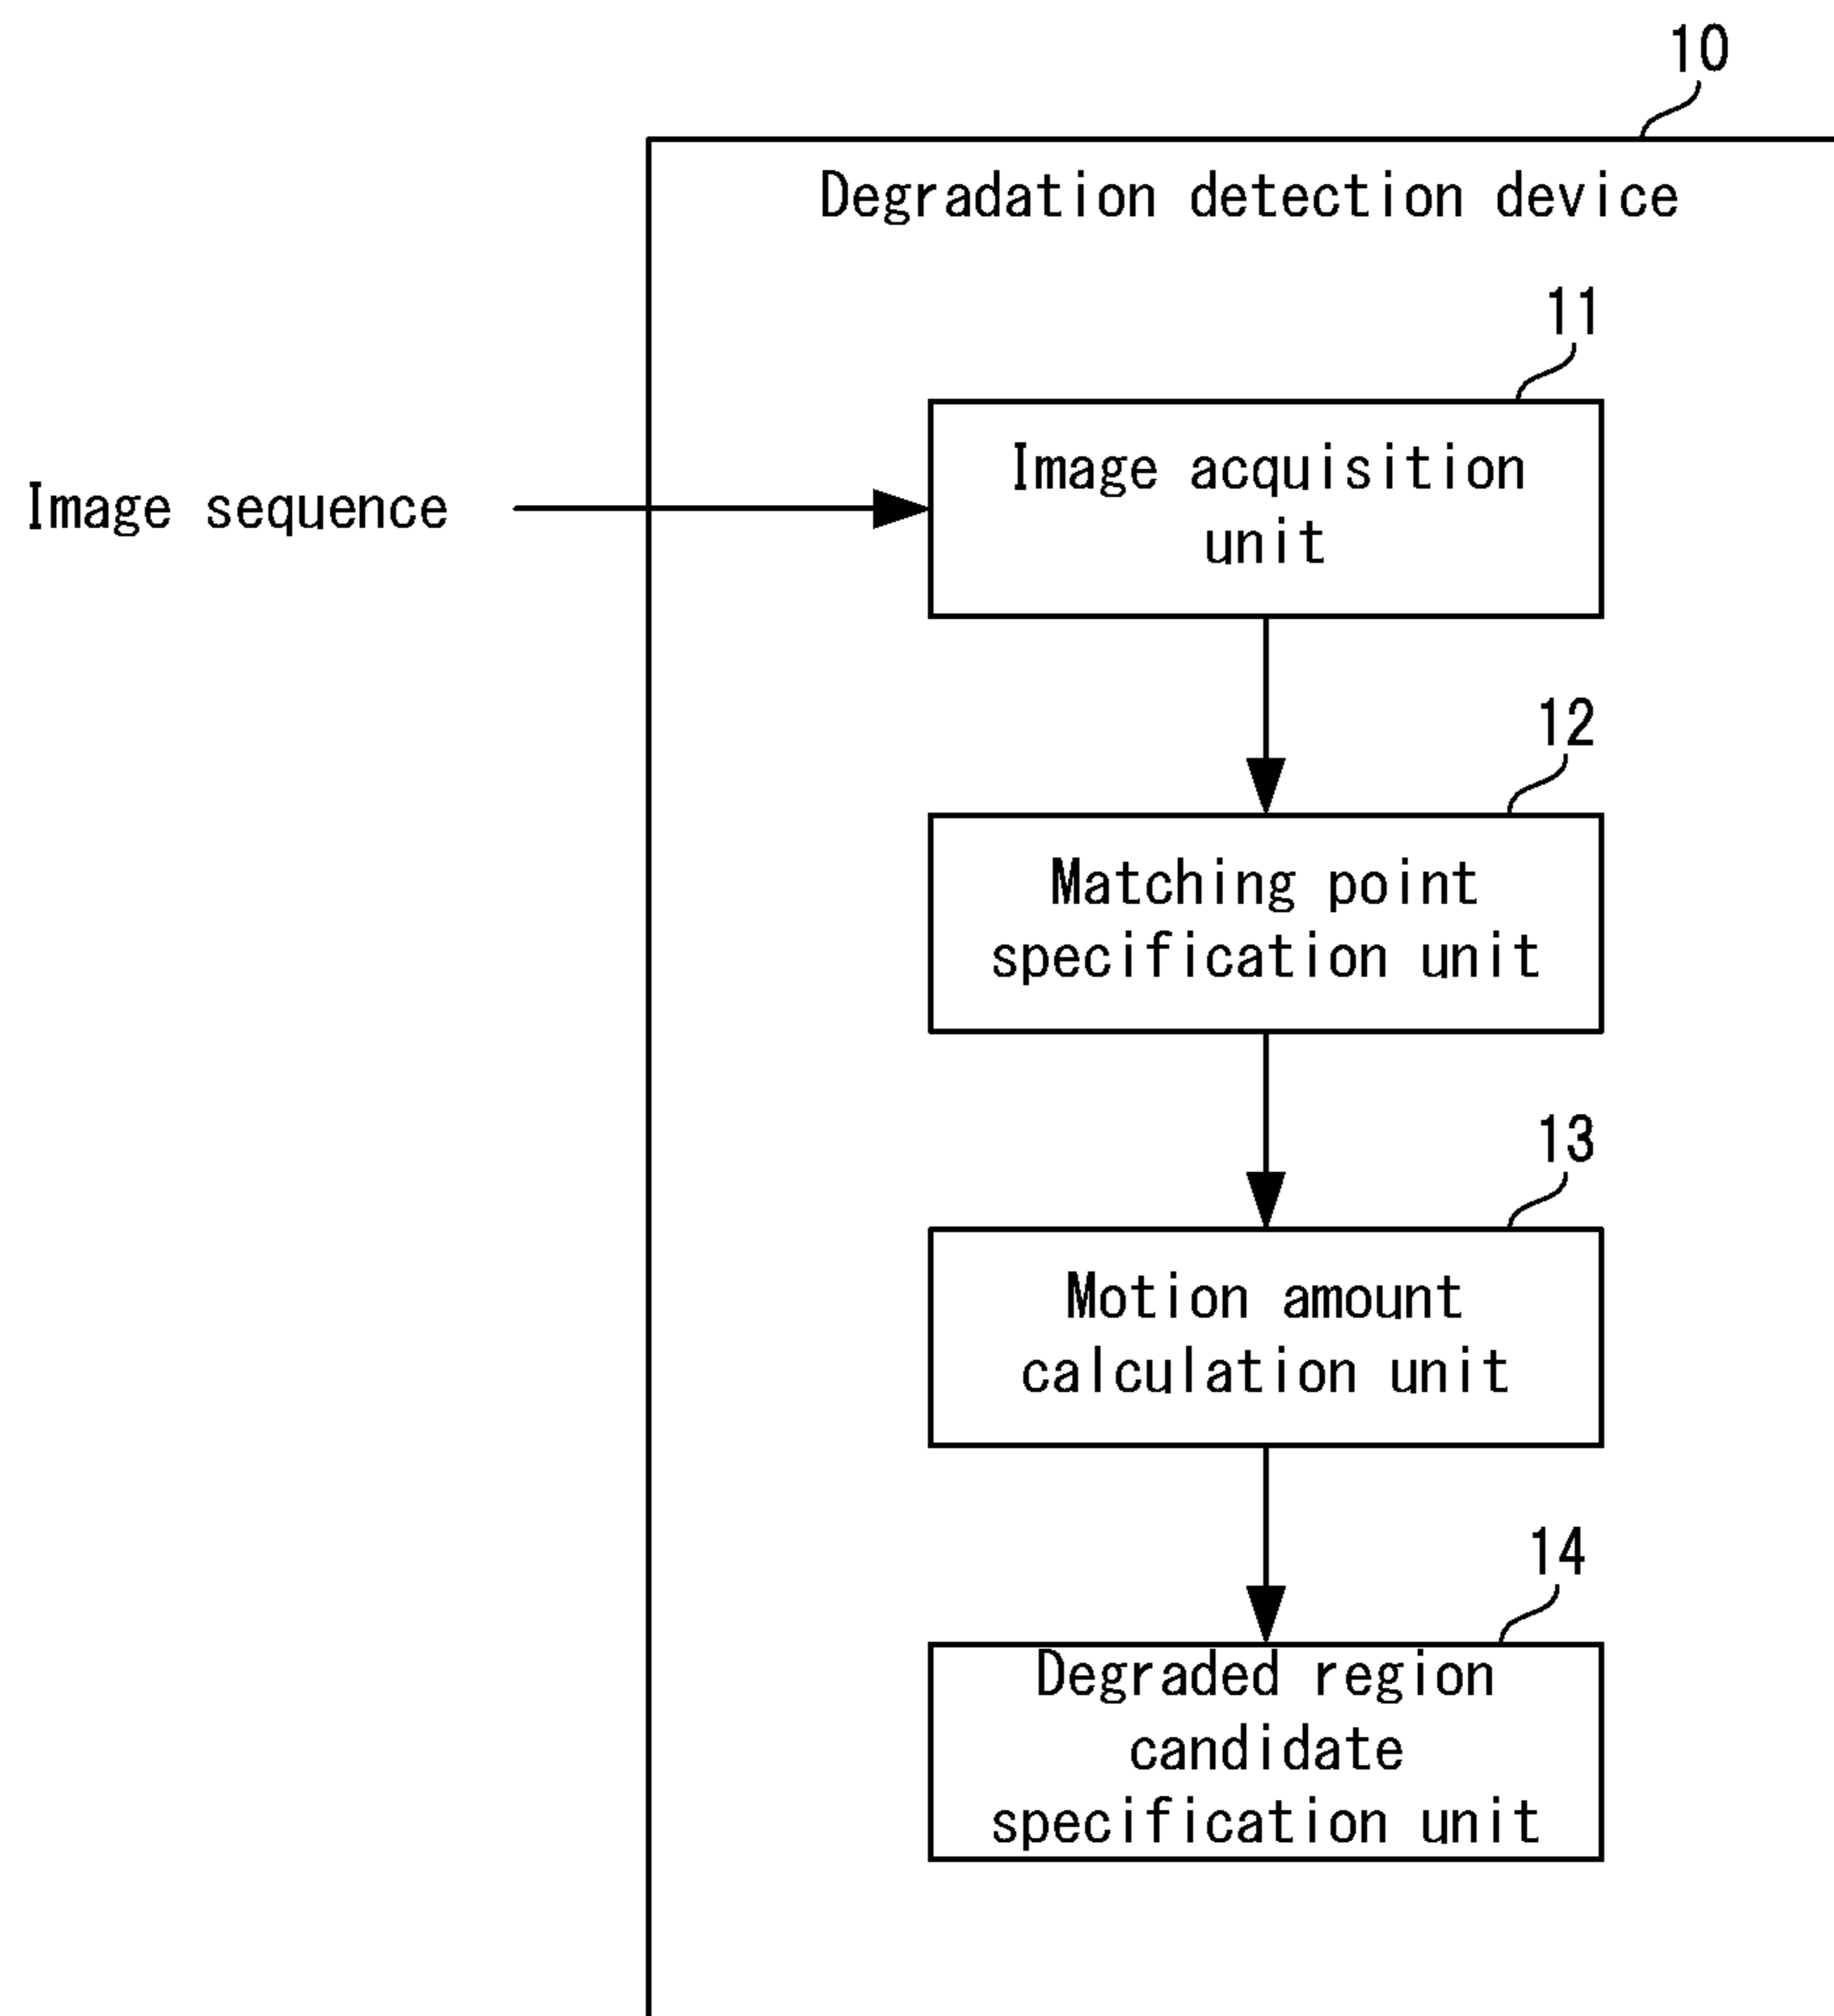 10
Degradation detection device
11
Image acquisition
unit
Image sequence
12
Matching point
specification unit
13
Motion amount
calculation unit
14
Degraded region
candidate
specification unit